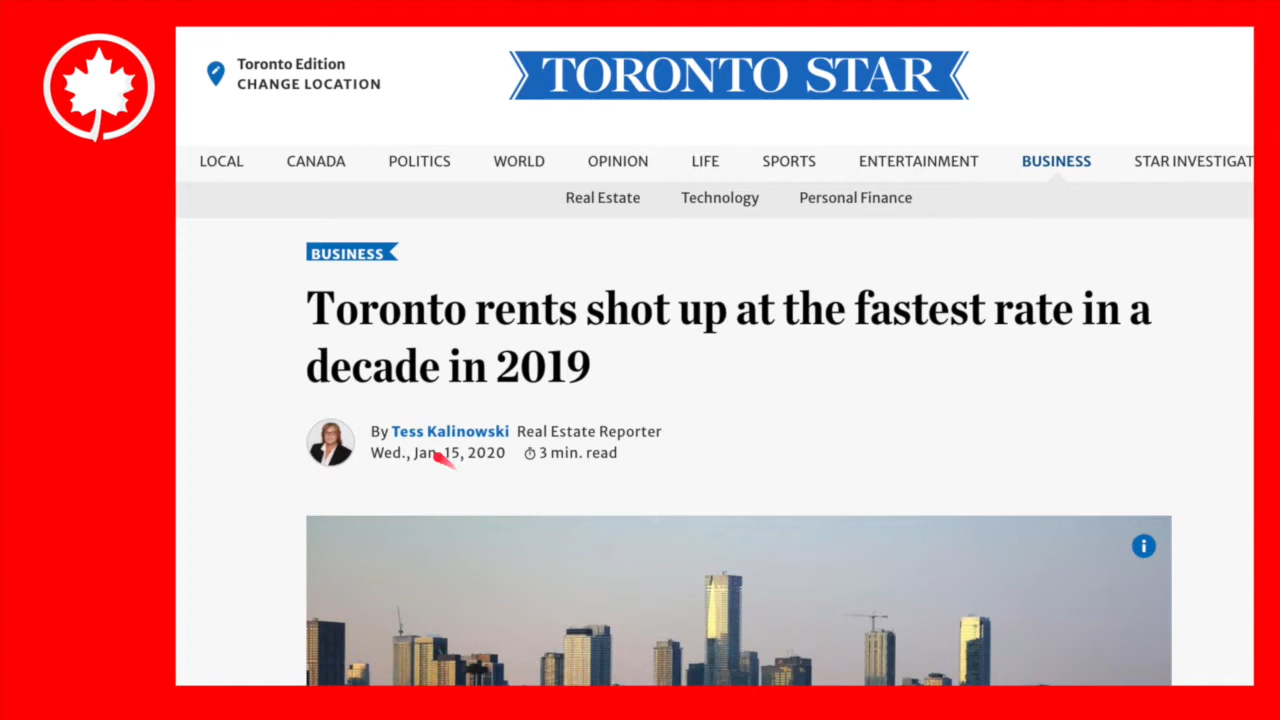 Toronto Edition
CHANGE LOCATION
TORONTO STAR
LOCAL CANADA POLITICS WORLD OPINION LIFE SPORTS ENTERTAINMENT BUSINESS STAR INVESTIGAT
Real Estate Technology Personal Finance
BUSINESS
Toronto rents shot up at the fastest rate in a
decade in 2019
By Tess Kalinowski Real Estate Reporter
Wed., Jan. 15, 2020 3 min. read